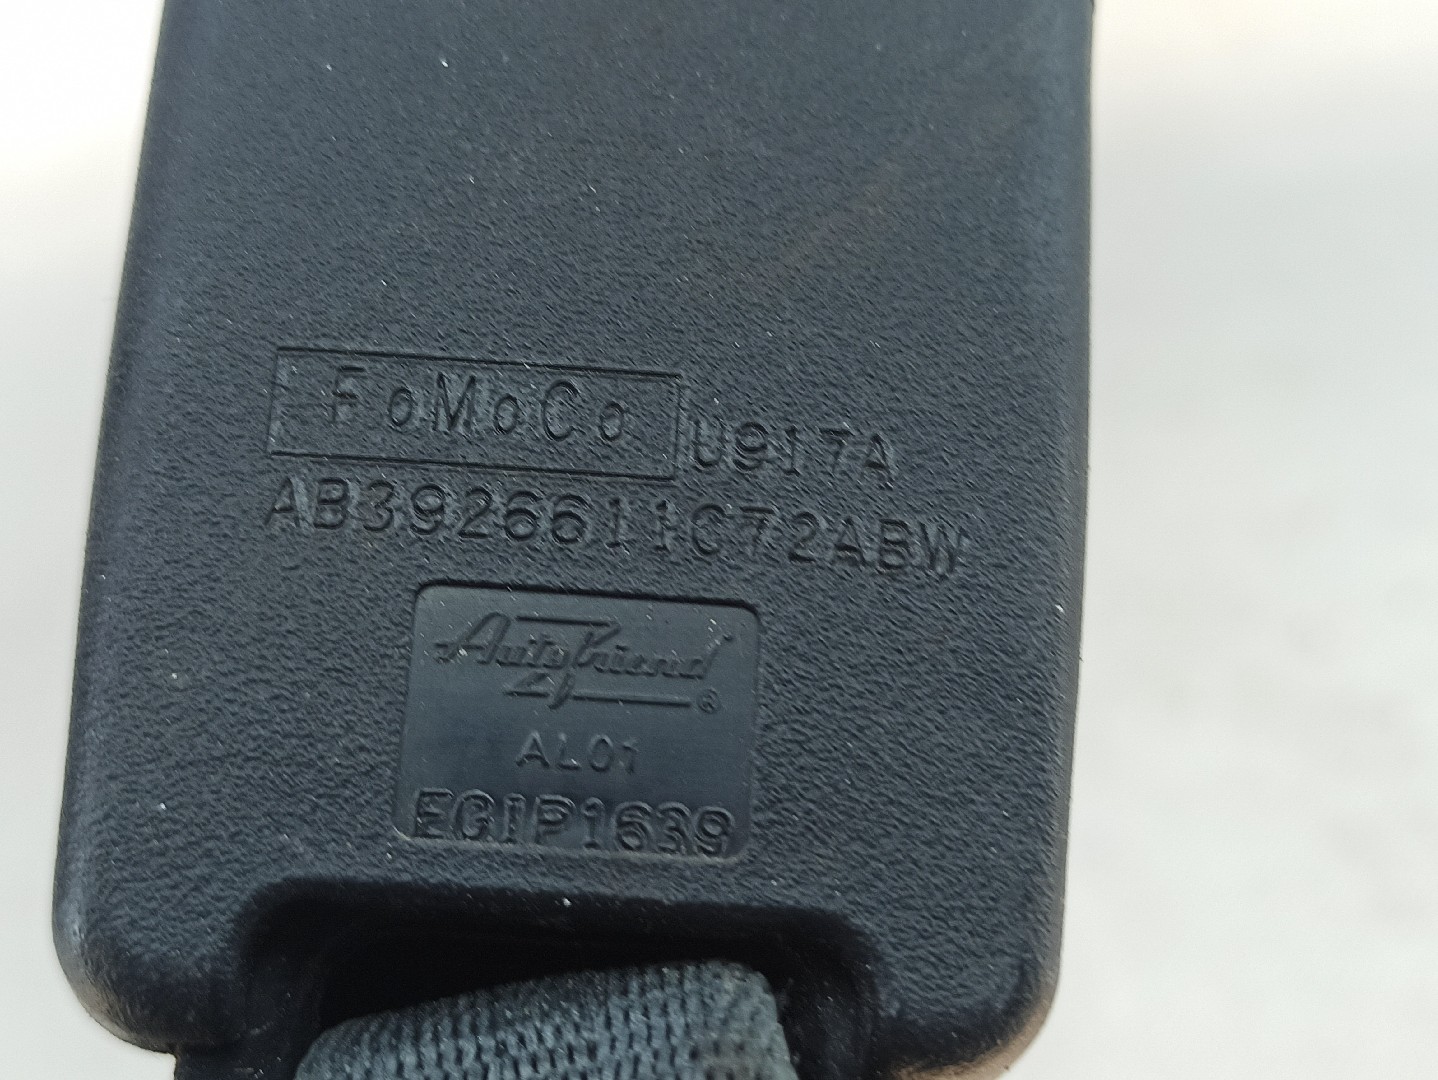 FoMoCo U917A
AB3926611C72ABW
Autofriend ®
AL01
EGIP1639